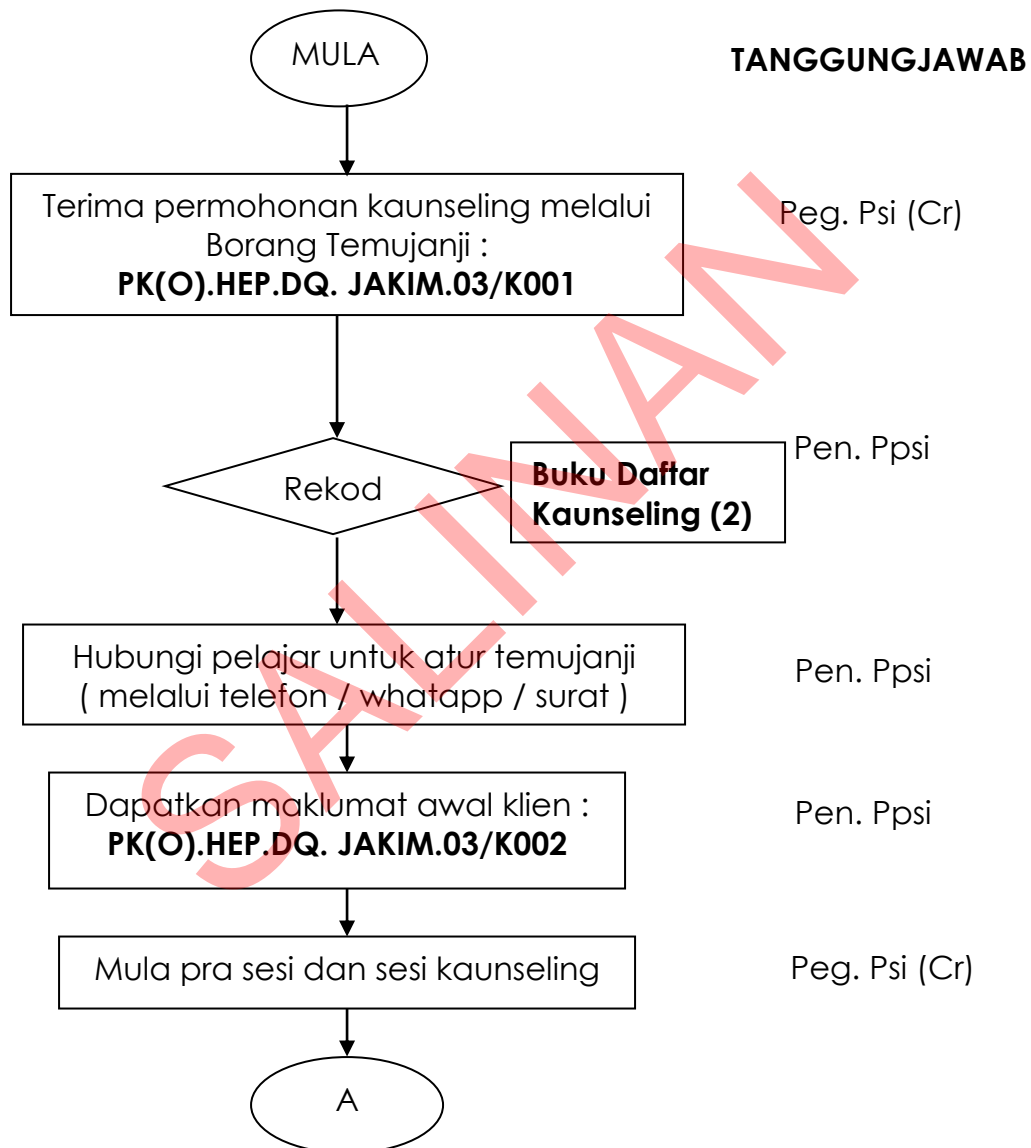 MULA
TANGGUNGJAWAB
Terima permohonan kaunseling melalui
Borang Temujanji :
PK(O).HEP.DQ. JAKIM.03/K001
Peg. Psi (Cr)
Rekod
Buku Daftar
Kaunseling (2)
Pen. Ppsi
Hubungi pelajar untuk atur temujanji
( melalui telefon / whatapp / surat )
Pen. Ppsi
Dapatkan maklumat awal klien :
PK(O).HEP.DQ. JAKIM.03/K002
Pen. Ppsi
Mula pra sesi dan sesi kaunseling
Peg. Psi (Cr)
A
SALINAN